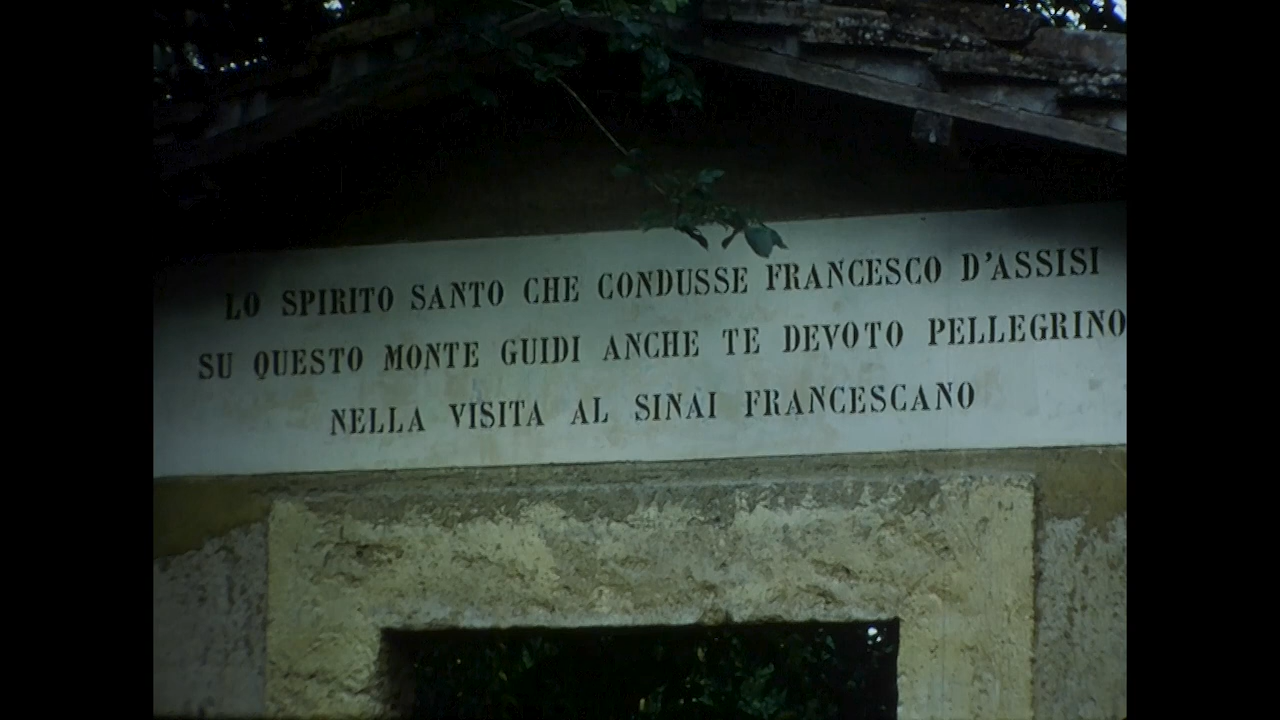 LO SPIRITO SANTO CHE CONDUSSE FRANCESCO D'ASSISI
SU QUESTO MONTE GUIDI ANCHE TE DEVOTO PELLEGRINO
NELLA VISITA AL SINAI FRANCESCANO